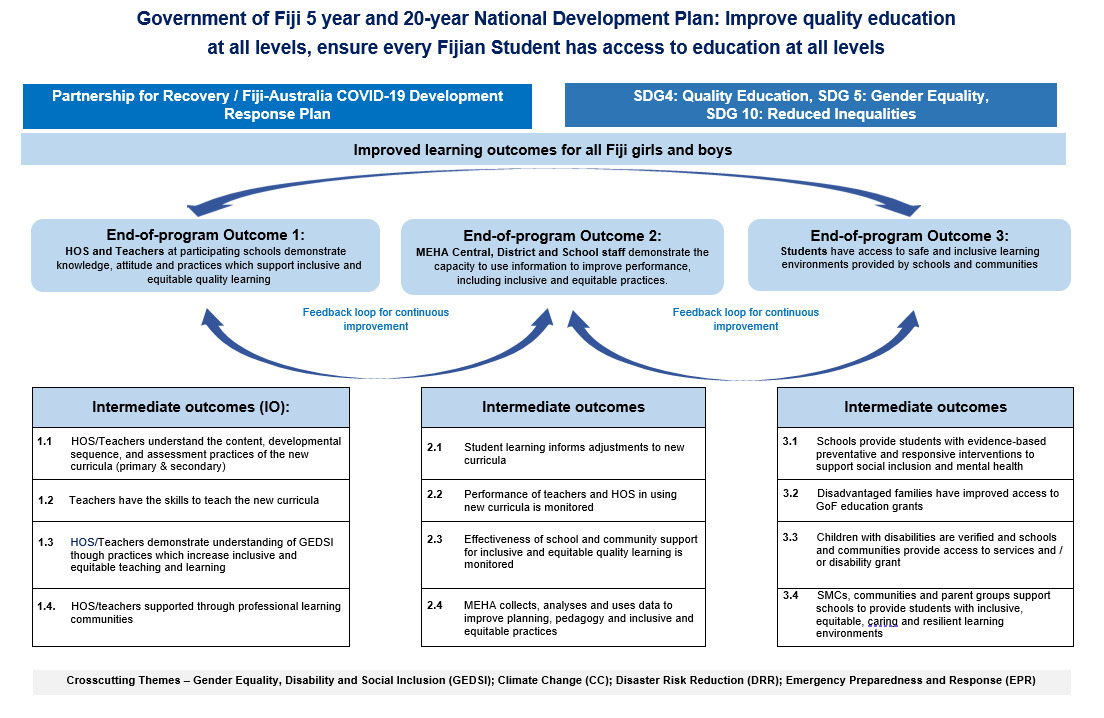 Government of Fiji 5 year and 20-year National Development Plan: Improve quality education
at all levels, ensure every Fijian Student has access to education at all levels
Partnership for Recovery / Fiji-Australia COVID-19 Development
Response Plan
SDG4: Quality Education, SDG 5: Gender Equality,
SDG 10: Reduced Inequalities
Improved learning outcomes for all Fiji girls and boys
End-of-program Outcome 1:
HOS and Teachers at participating schools demonstrate
knowledge, attitude and practices which support inclusive and
equitable quality learning
End-of-program Outcome 2:
MEHA Central, District and School staff demonstrate the
capacity to use information to improve performance,
including inclusive and equitable practices.
End-of-program Outcome 3:
Students have access to safe and inclusive learning
environments provided by schools and communities
Feedback loop for continuous
improvement
Feedback loop for continuous
improvement
Intermediate outcomes (IO):
1.1 HOS/Teachers understand the content, developmental
sequence, and assessment practices of the new
curricula (primary & secondary)
1.2 Teachers have the skills to teach the new curricula
1.3 HOS/Teachers demonstrate understanding of GEDSI
though practices which increase inclusive and
equitable teaching and learning
1.4. HOS/teachers supported through professional learning
communities
Intermediate outcomes
2.1 Student learning informs adjustments to new
curricula
2.2 Performance of teachers and HOS in using
new curricula is monitored
2.3 Effectiveness of school and community support
for inclusive and equitable quality learning is
monitored
2.4 MEHA collects, analyses and uses data to
improve planning, pedagogy and inclusive and
equitable practices
Intermediate outcomes
3.1 Schools provide students with evidence-based
preventative and responsive interventions to
support social inclusion and mental health
3.2 Disadvantaged families have improved access to
GoF education grants
3.3 Children with disabilities are verified and schools
and communities provide access to services and /
or disability grant
3.4 SMCs, communities and parent groups support
schools to provide students with inclusive,
equitable, caring and resilient learning
environments
Crosscutting Themes – Gender Equality, Disability and Social Inclusion (GEDSI); Climate Change (CC); Disaster Risk Reduction (DRR); Emergency Preparedness and Response (EPR)